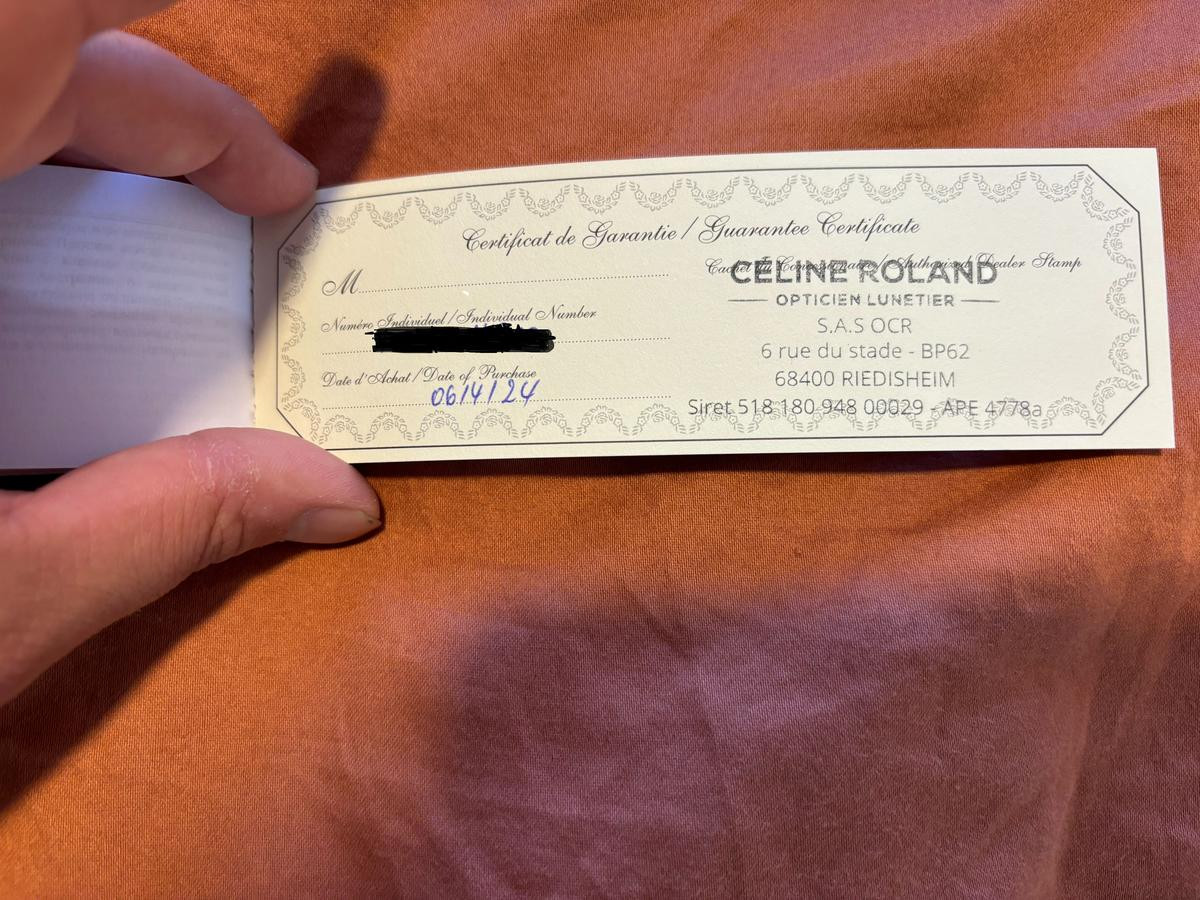 Certificat de Garantie / Guarantee Certificate
M
Numéro Individuel / Individual Number
Date d'Achat / Date of Purchase
06/4/24
Cachet du Concessionnaire / Authorised Dealer Stamp
CÉLINE ROLAND
OPTICIEN LUNETIER
S.A.S OCR
6 rue du stade - BP62
68400 RIEDISHEIM
Siret 518 180 948 00029 - APE 4778a